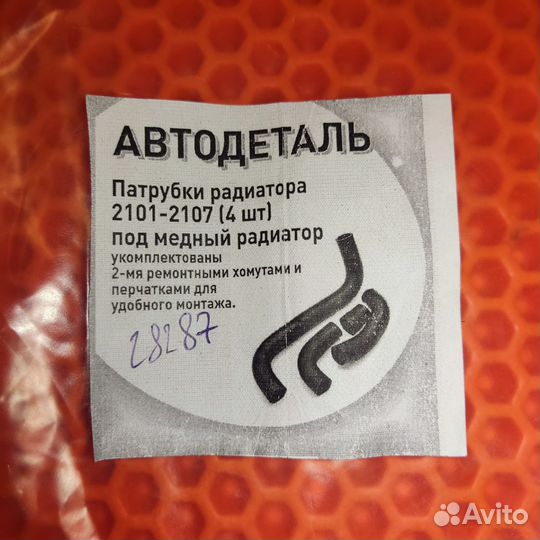 АВТОДЕТАЛЬ
Патрубки радиатора
2101-2107 (4 шт)
под медный радиатор
укомплектованы
2-мя ремонтными хомутами и
перчатками для
удобного монтажа.
28287
Avito